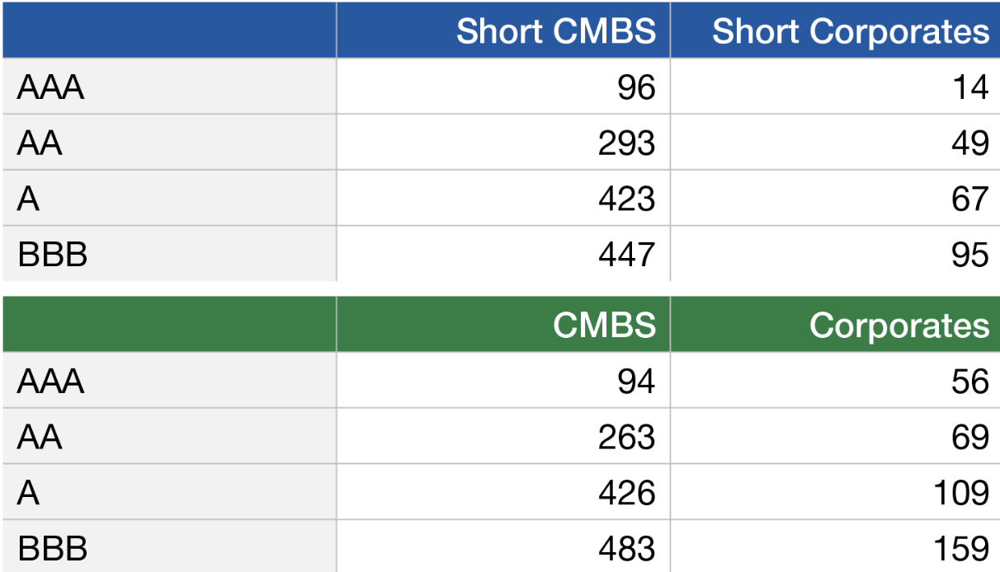 Short CMBS Short Corporates
AAA 96 14
AA 293 49
A 423 67
BBB 447 95
CMBS Corporates
AAA 94 56
AA 263 69
A 426 109
BBB 483 159